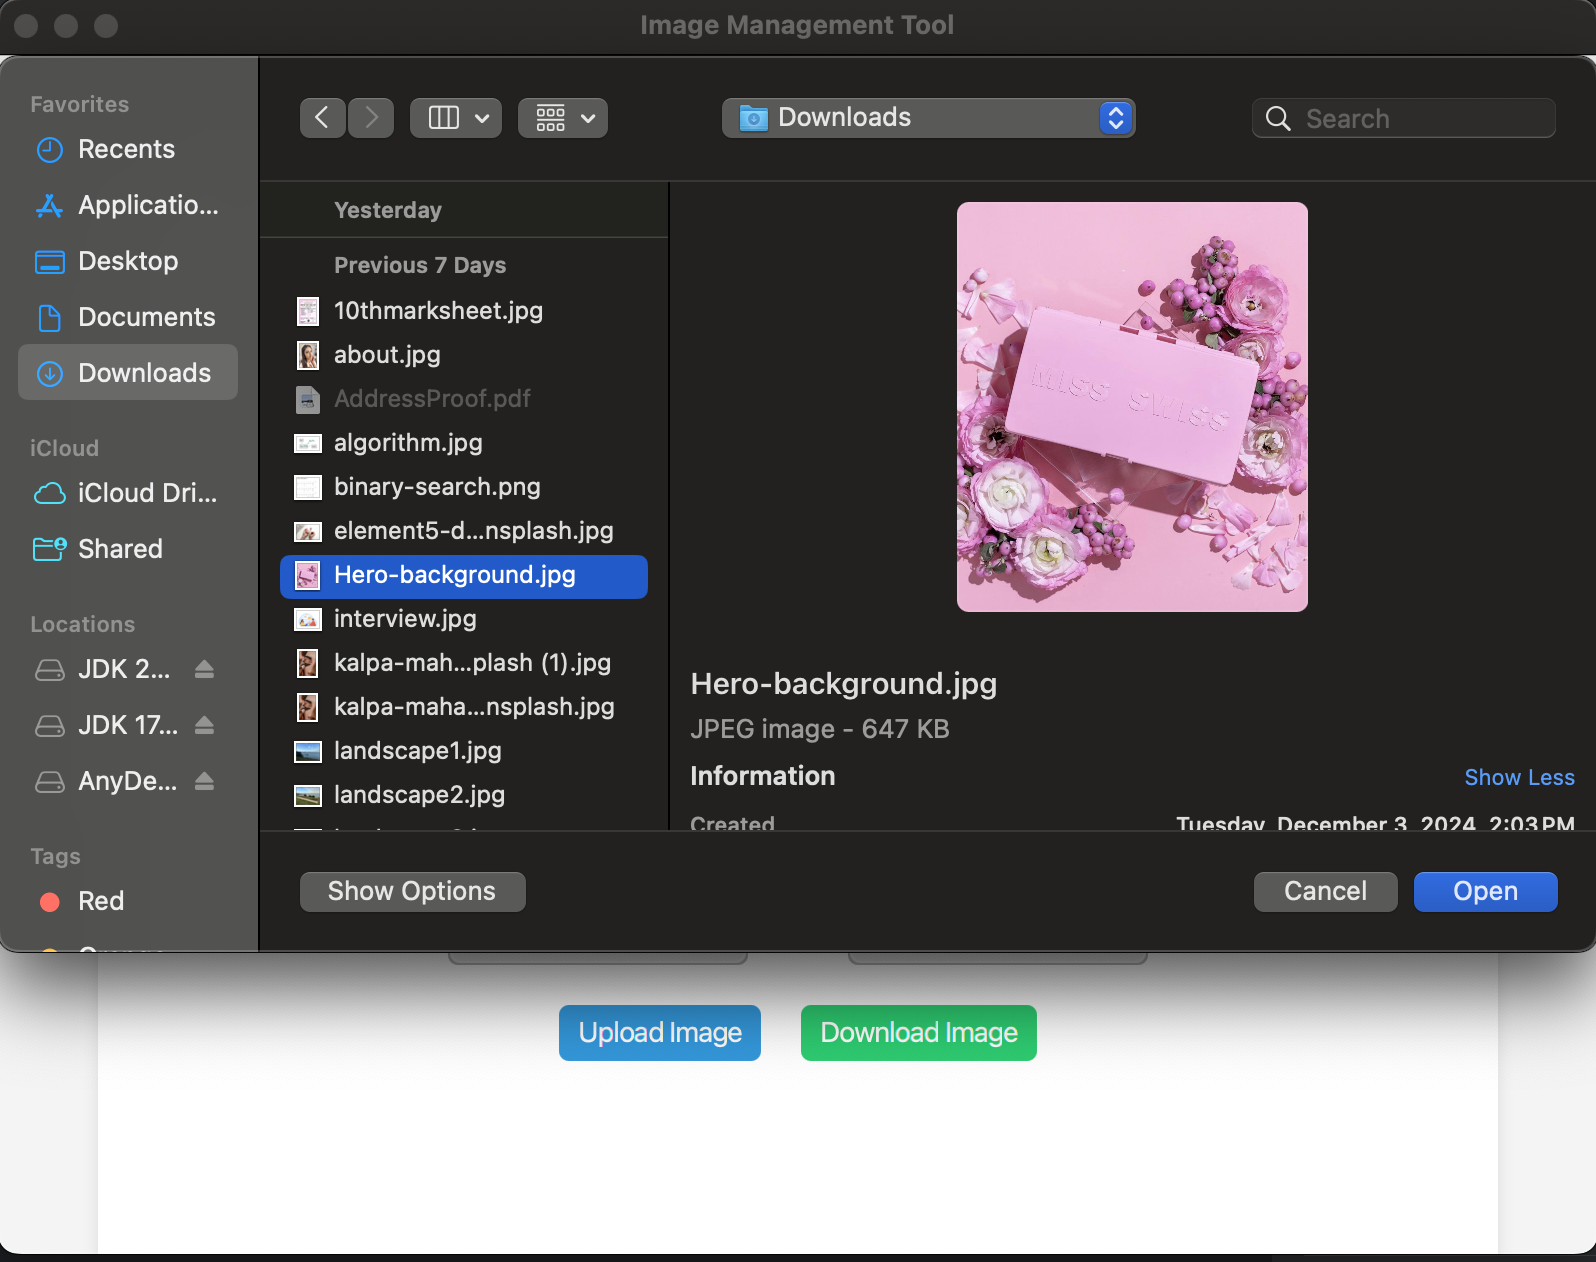 Image Management Tool
Favorites
Recents
Applicatio...
Desktop
Documents
Downloads
iCloud
iCloud Dri...
Shared
Locations
JDK 2...
JDK 17...
AnyDe...
Tags
Red
Orange
Downloads
Search
Yesterday
Previous 7 Days
10thmarksheet.jpg
about.jpg
AddressProof.pdf
algorithm.jpg
binary-search.png
element5-d...nsplash.jpg
Hero-background.jpg
interview.jpg
kalpa-mah...plash (1).jpg
kalpa-maha...nsplash.jpg
landscape1.jpg
landscape2.jpg
MISS SWISS
Hero-background.jpg
JPEG image - 647 KB
Information
Show Less
Created
Tuesday, December 3, 2024 2:03 PM
Show Options
Cancel
Open
Upload Image
Download Image